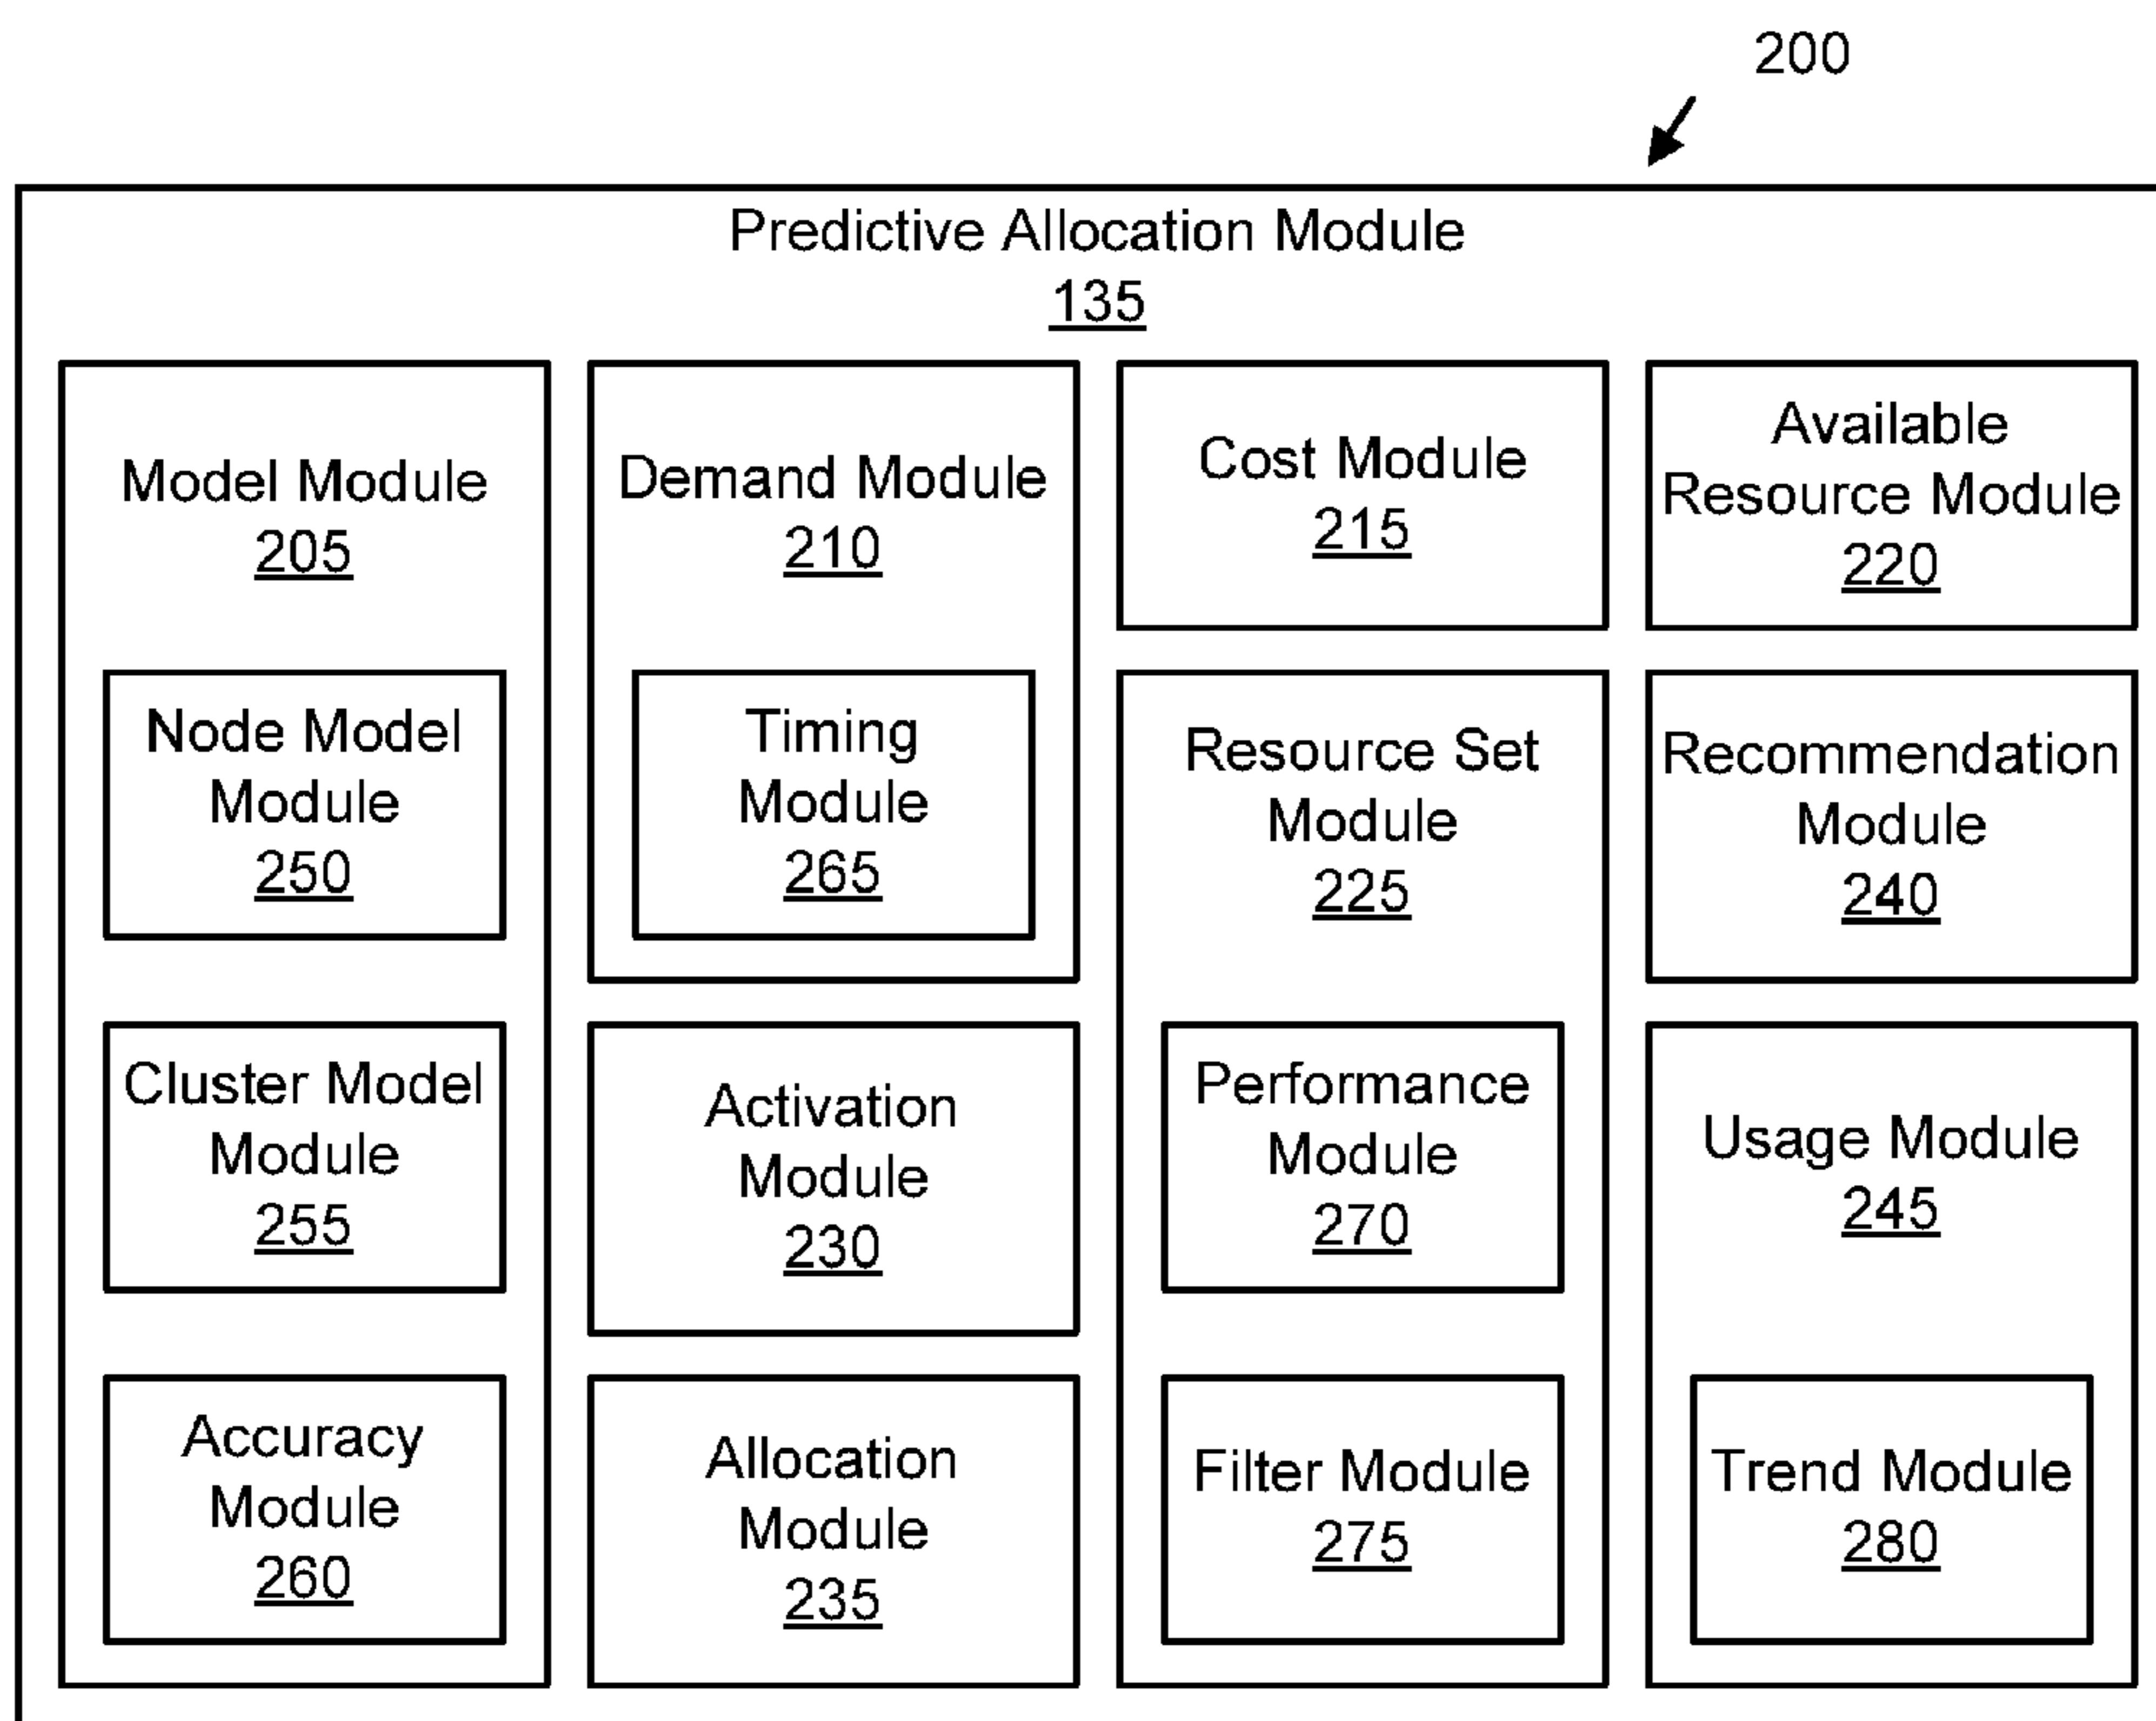 200
Predictive Allocation Module
135
Model Module
205
Node Model
Module
250
Cluster Model
Module
255
Accuracy
Module
260
Demand Module
210
Timing
Module
265
Activation
Module
230
Allocation
Module
235
Cost Module
215
Resource Set
Module
225
Performance
Module
270
Filter Module
275
Available
Resource Module
220
Recommendation
Module
240
Usage Module
245
Trend Module
280